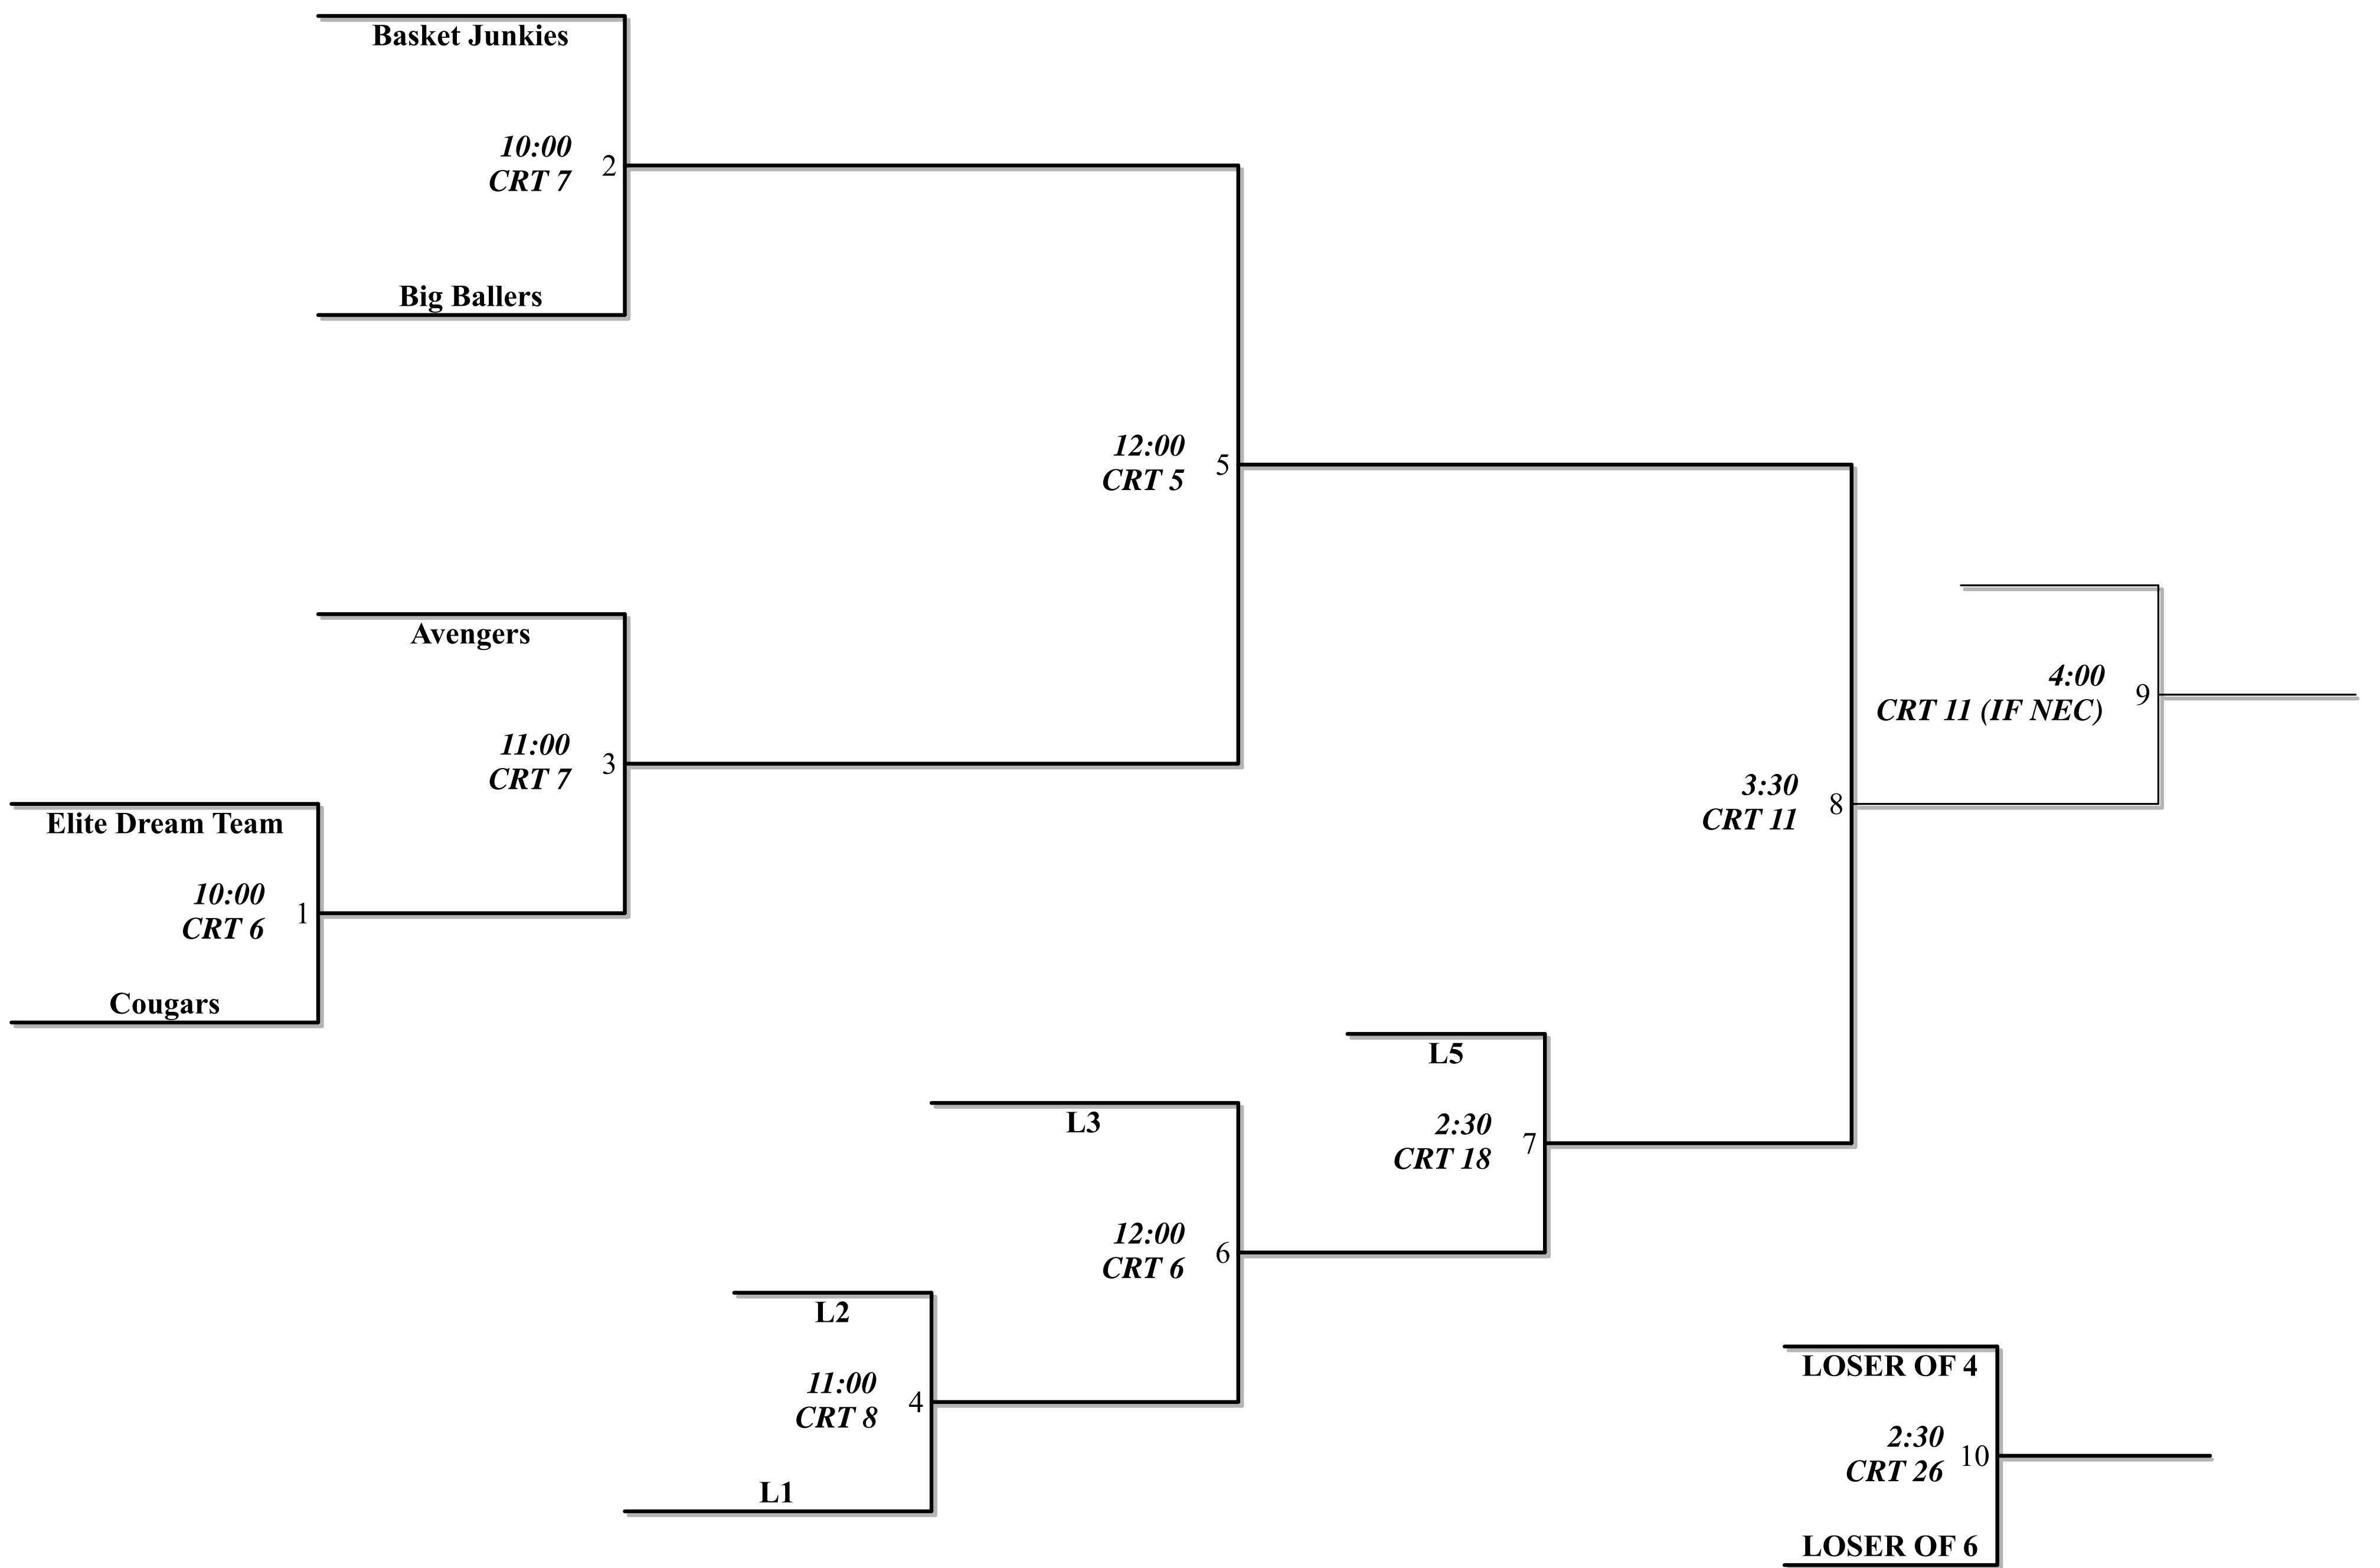 Basket Junkies
10:00
CRT 7
2
Big Ballers
12:00
CRT 5
5
Avengers
11:00
CRT 7
3
Elite Dream Team
10:00
CRT 6
1
Cougars
4:00
CRT 11 (IF NEC)
9
3:30
CRT 11
8
L5
2:30
CRT 18
7
L3
12:00
CRT 6
6
L2
11:00
CRT 8
4
L1
LOSER OF 4
2:30
CRT 26
10
LOSER OF 6